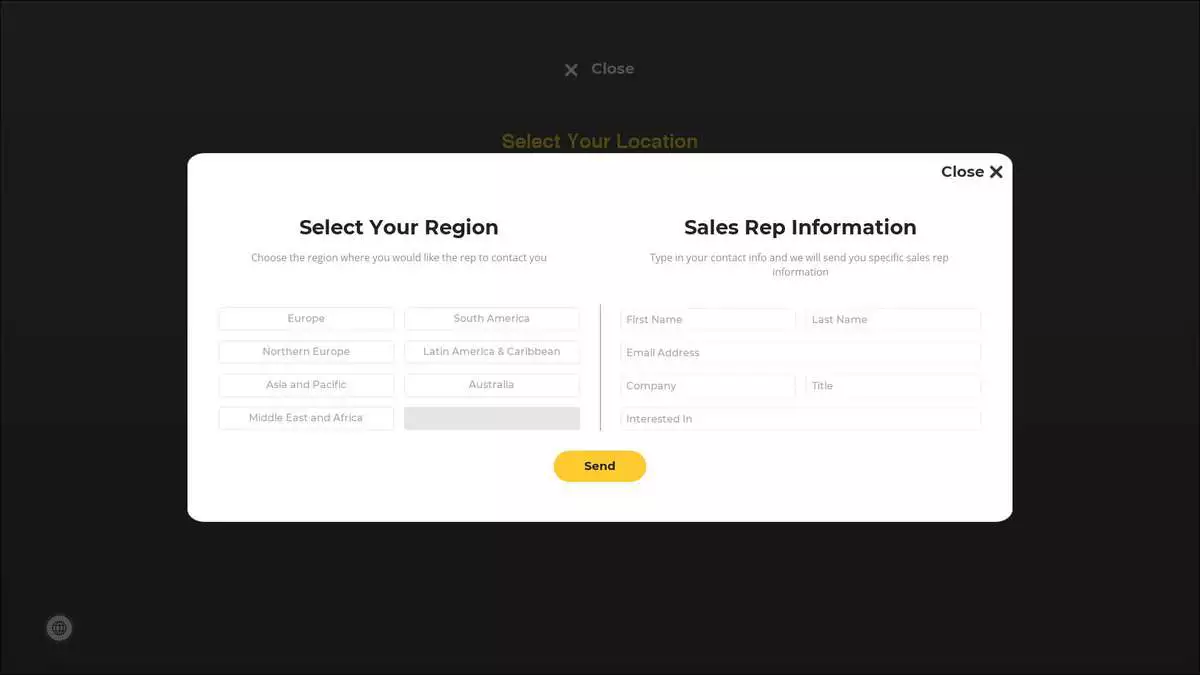 Close
Select Your Location
Close
Select Your Region
Choose the region where you would like the rep to contact you
Europe
South America
Northern Europe
Latin America & Caribbean
Asia and Pacific
Australia
Middle East and Africa
Sales Rep Information
Type in your contact info and we will send you specific sales rep
information
First Name
Last Name
Email Address
Company
Title
Interested In
Send